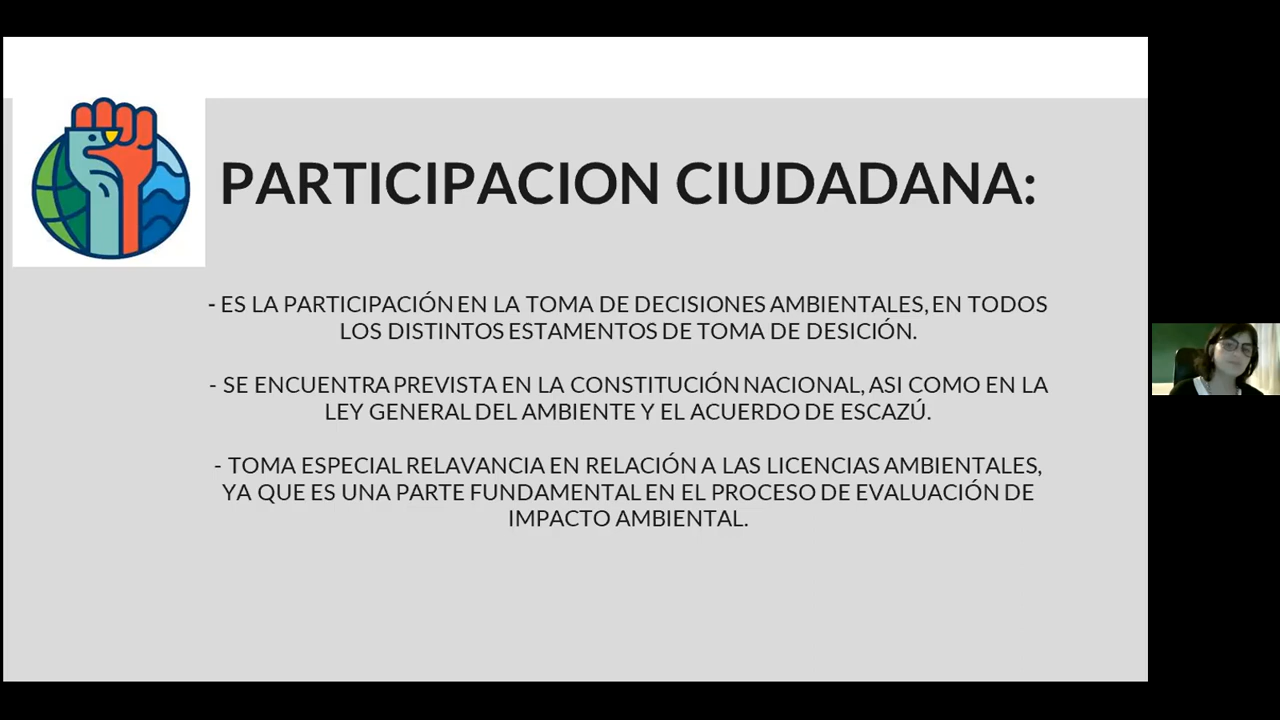 PARTICIPACION CIUDADANA:
- ES LA PARTICIPACIÓN EN LA TOMA DE DECISIONES AMBIENTALES, EN TODOS
LOS DISTINTOS ESTAMENTOS DE TOMA DE DESICIÓN.
- SE ENCUENTRA PREVISTA EN LA CONSTITUCIÓN NACIONAL, ASI COMO EN LA
LEY GENERAL DEL AMBIENTE Y EL ACUERDO DE ESCAZÚ.
- TOMA ESPECIAL RELAVANCIA EN RELACIÓN A LAS LICENCIAS AMBIENTALES,
YA QUE ES UNA PARTE FUNDAMENTAL EN EL PROCESO DE EVALUACIÓN DE
IMPACTO AMBIENTAL.